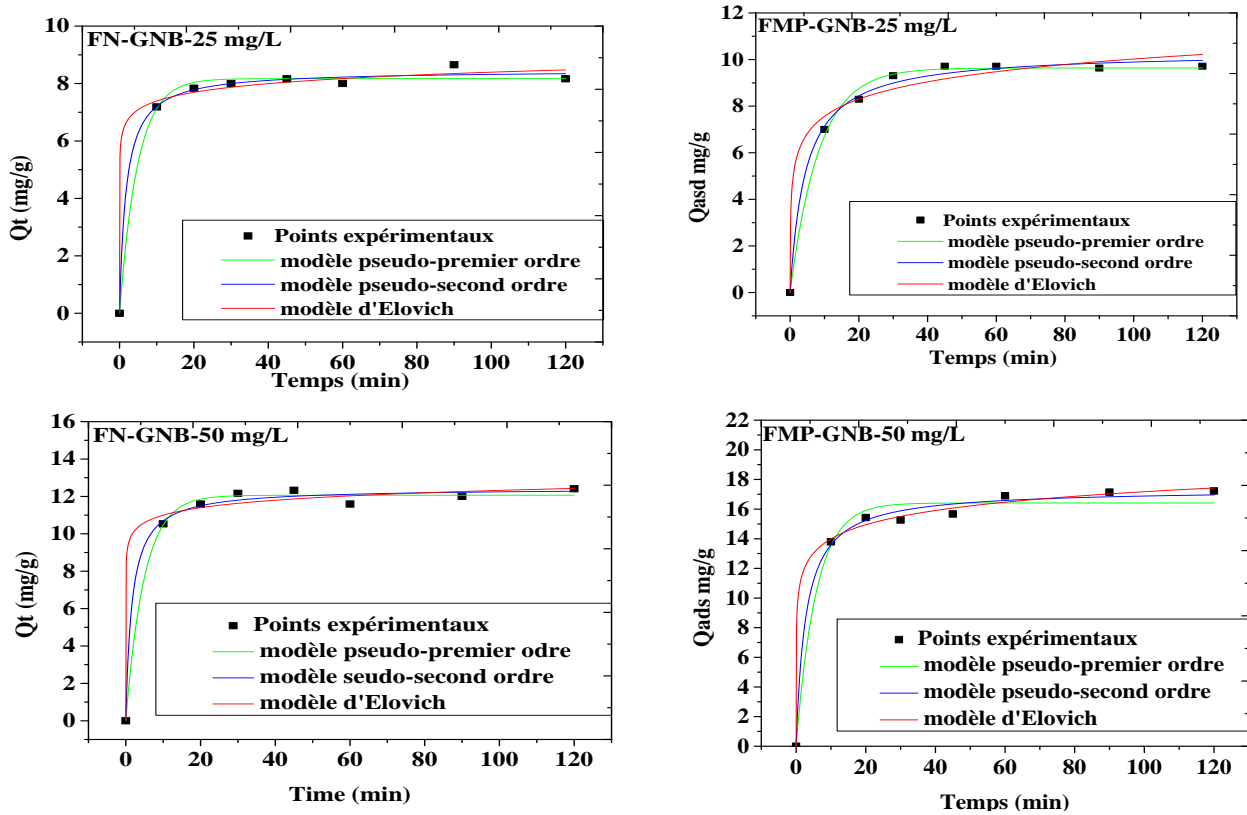 FN-GNB-25 mg/L
10
8
6
4
2
0
Qt (mg/g)
Points expérimentaux
modèle pseudo-premier ordre
modèle pseudo-second ordre
modèle d'Elovich
0 20 40 60 80 100 120
Temps (min)
FMP-GNB-25 mg/L
12
10
8
6
4
2
0
Qasd mg/g
Points expérimentaux
modèle pseudo-premier ordre
modèle pseudo-second ordre
modèle d'Elovich
0 20 40 60 80 100 120
Temps (min)
FN-GNB-50 mg/L
16
14
12
10
8
6
4
2
0
Qt (mg/g)
Points expérimentaux
modèle pseudo-premier odre
modèle seudo-second ordre
modèle d'Elovich
0 20 40 60 80 100 120
Time (min)
FMP-GNB-50 mg/L
22
20
18
16
14
12
10
8
6
4
2
0
Qads mg/g
Points expérimentaux
modèle pseudo-premier ordre
modèle pseudo-second ordre
modèle d'Elovich
0 20 40 60 80 100 120
Temps (min)